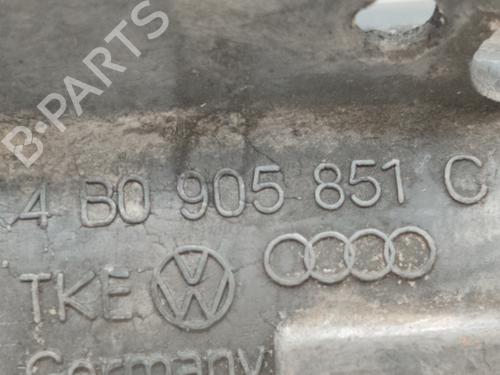 B-PARTS
4 B0 905 851 C
TKE
Germany